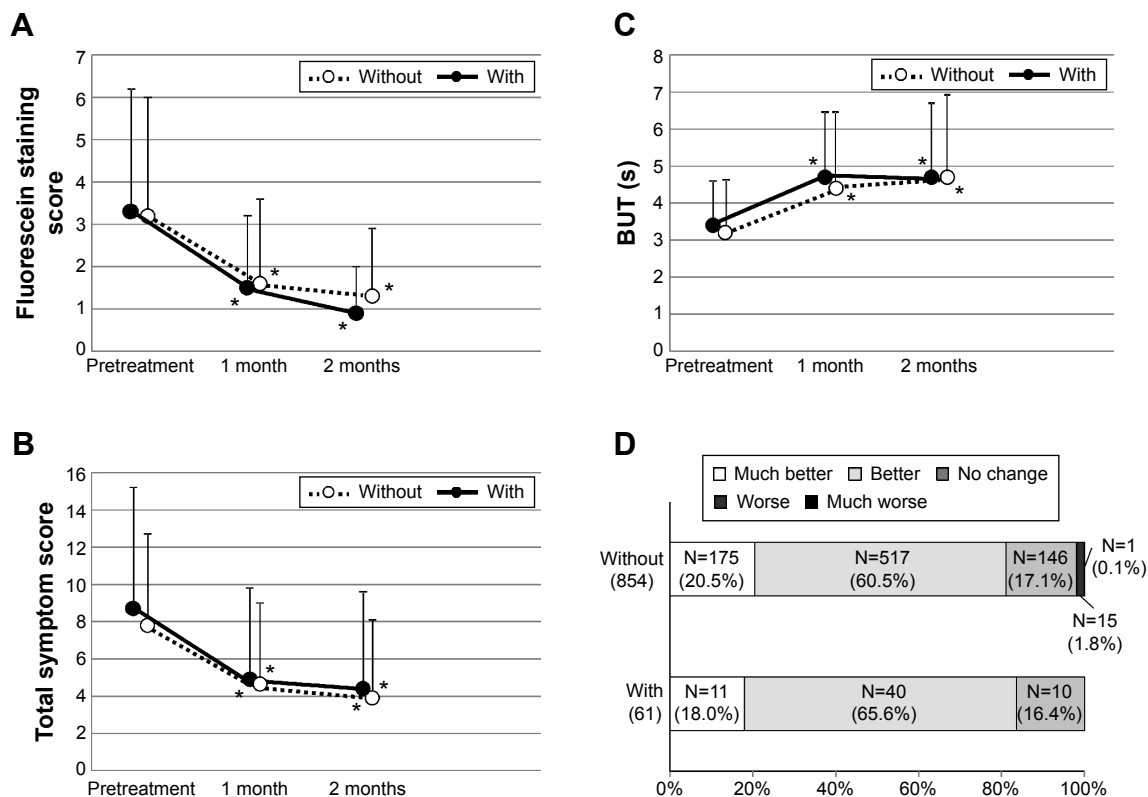 A
Fluorescein staining
score
7
6
5
4
3
2
1
0
Without With
*
*
*
*
Pretreatment 1 month 2 months
B
Total symptom score
16
14
12
10
8
6
4
2
0
Without With
*
*
*
*
Pretreatment 1 month 2 months
C
BUT (s)
8
7
6
5
4
3
2
1
0
Without With
*
*
*
*
Pretreatment 1 month 2 months
D
Much better Better No change
Worse Much worse
Without
(854)
N=175
(20.5%)
N=517
(60.5%)
N=146
(17.1%)
N=1
(0.1%)
N=15
(1.8%)
With
(61)
N=11
(18.0%)
N=40
(65.6%)
N=10
(16.4%)
0% 20% 40% 60% 80% 100%